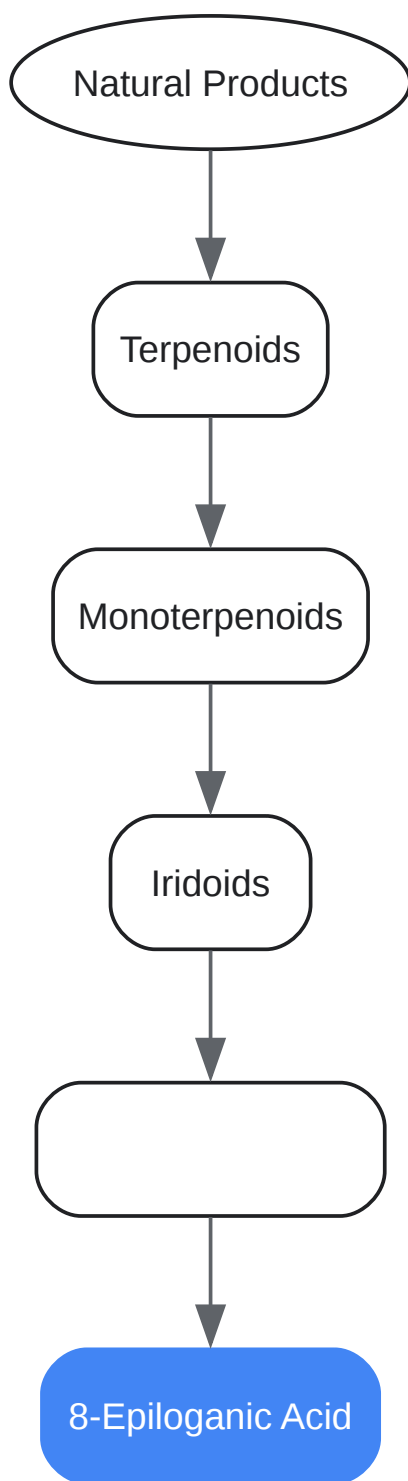 Natural Products
Terpenoids
Monoterpenoids
Iridoids
8-Epiloganic Acid